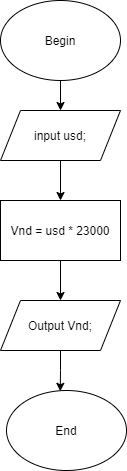 Begin
input usd;
Vnd = usd * 23000
Output Vnd;
End